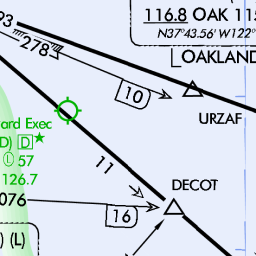 93
116.8 OAK 115
N37°43.56' W122°
278
OAKLAND
10
URZAF
ard Exec
D) D★
Ⓛ 57
126.7
11
DECOT
076
16
) (L)